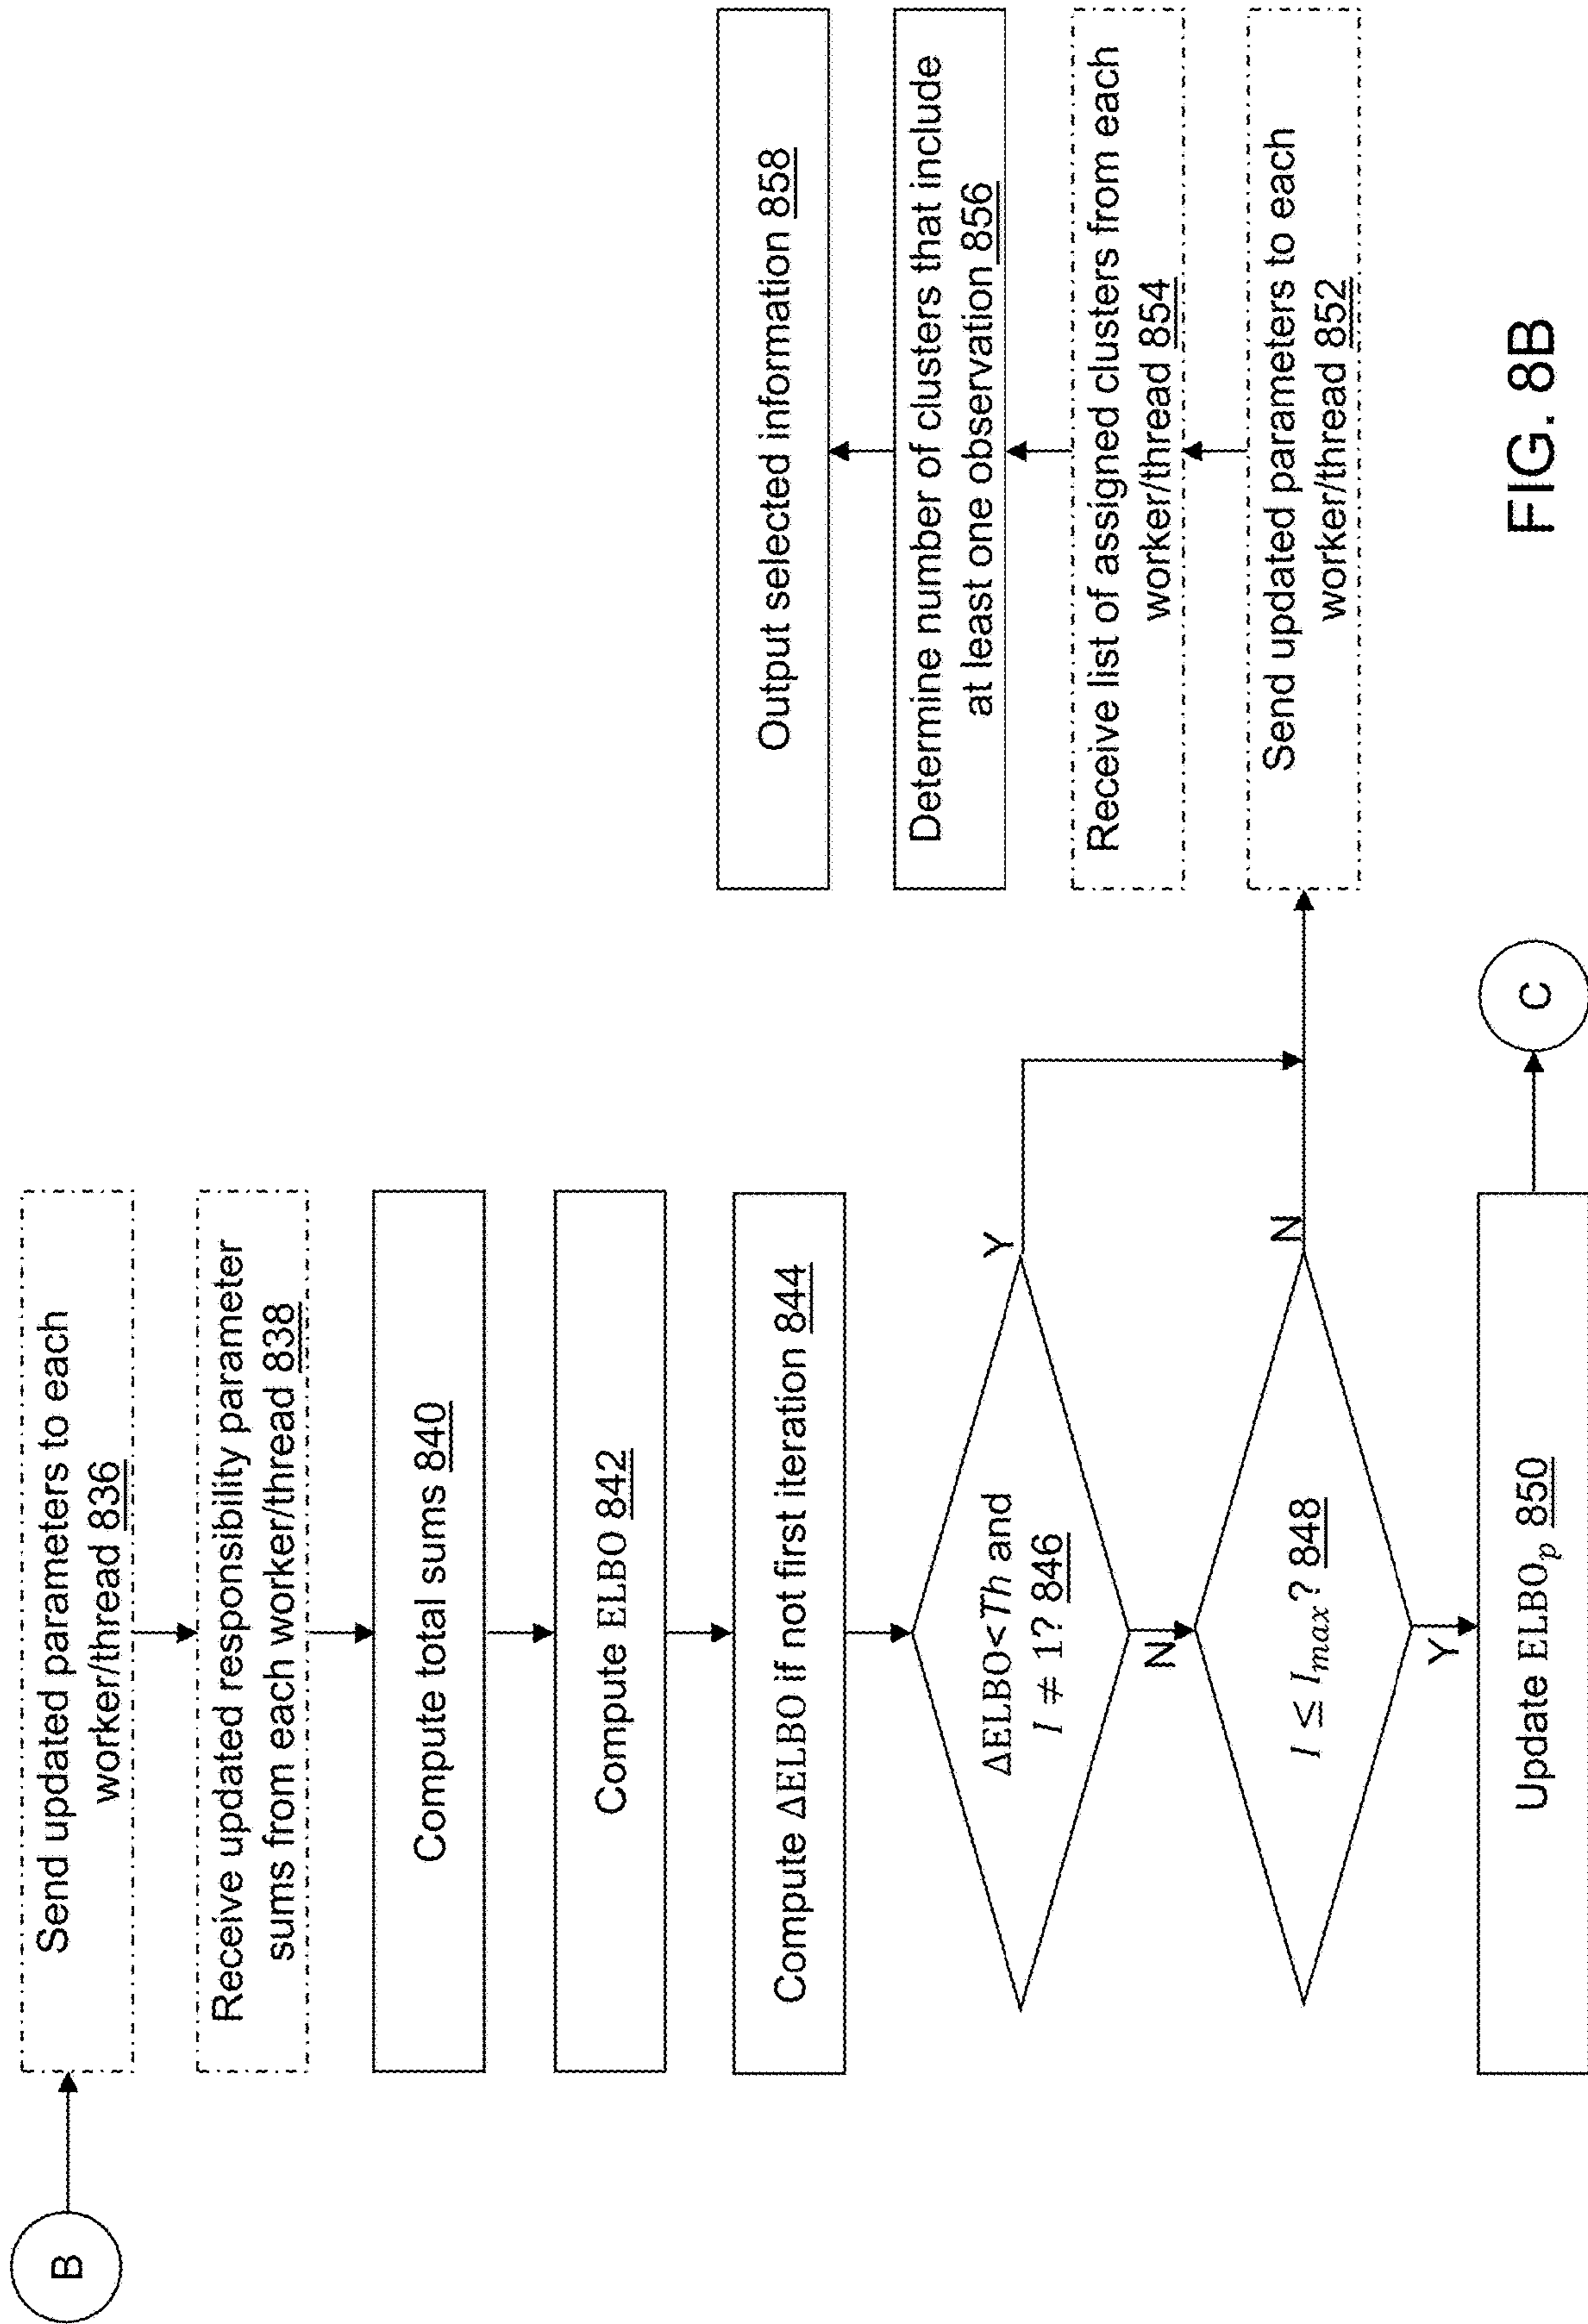 B
Send updated parameters to each
worker/thread 836
Receive updated responsibility parameter
sums from each worker/thread 838
Compute total sums 840
Compute ELBO 842
Compute ΔELBO if not first iteration 844
ΔELBO<Th and
I ≠ 1? 846
Y
N
I ≤ I_max? 848
N
Y
Update ELBO_p 850
C
Output selected information 858
Determine number of clusters that include
at least one observation 856
Receive list of assigned clusters from each
worker/thread 854
Send updated parameters to each
worker/thread 852
FIG. 8B